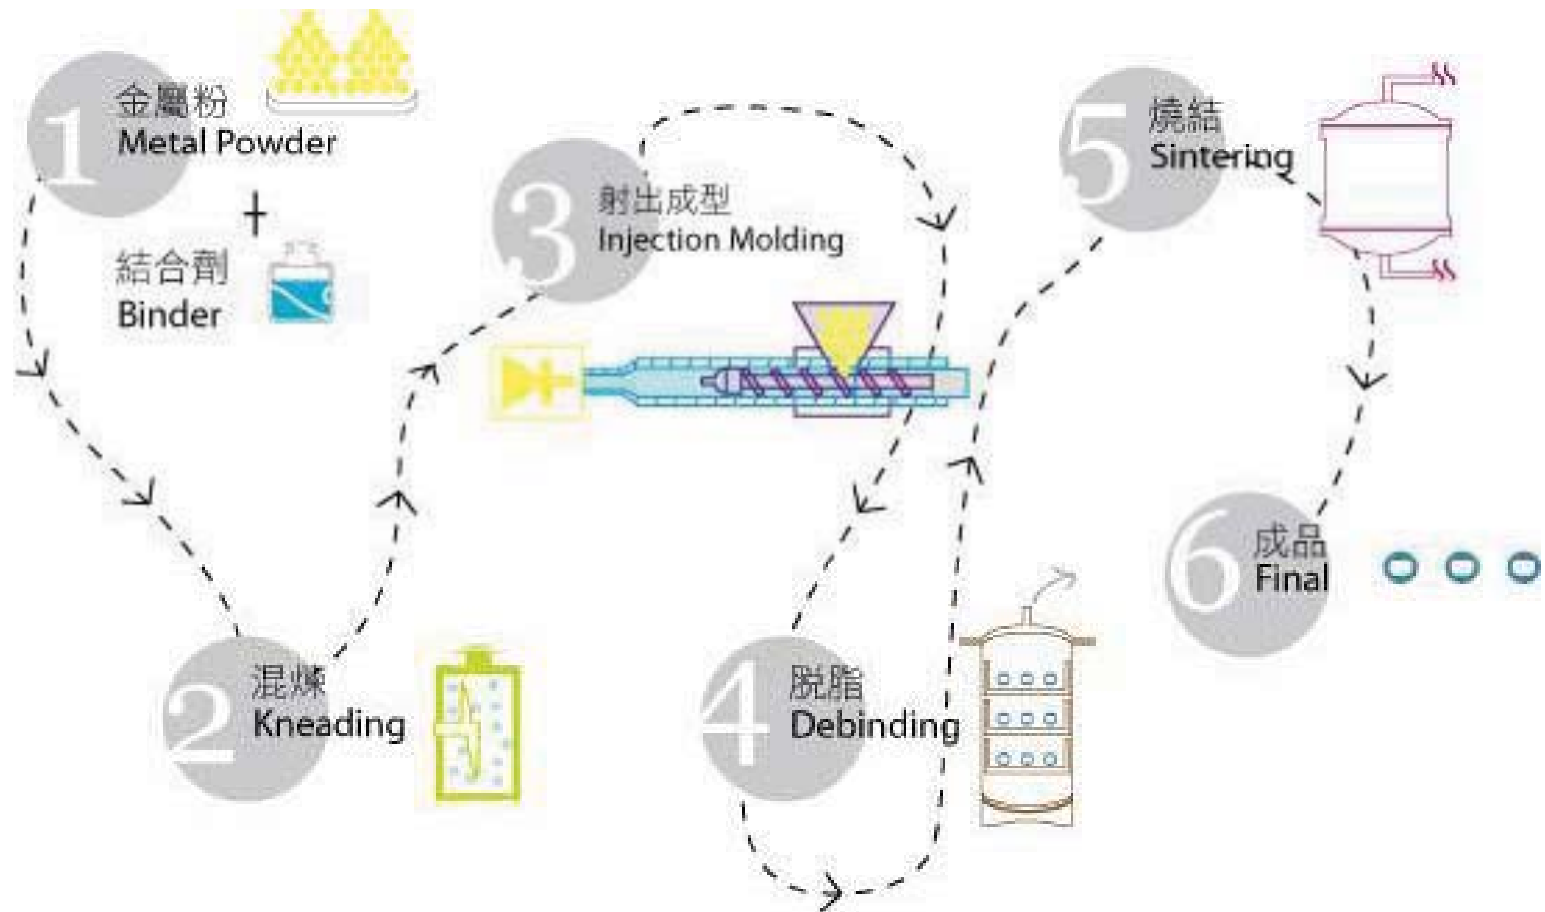 1
金屬粉
Metal Powder
+
結合劑
Binder
2
混煉
Kneading
3
射出成型
Injection Molding
4
脱脂
Debinding
5
燒結
Sintering
6
成品
Final